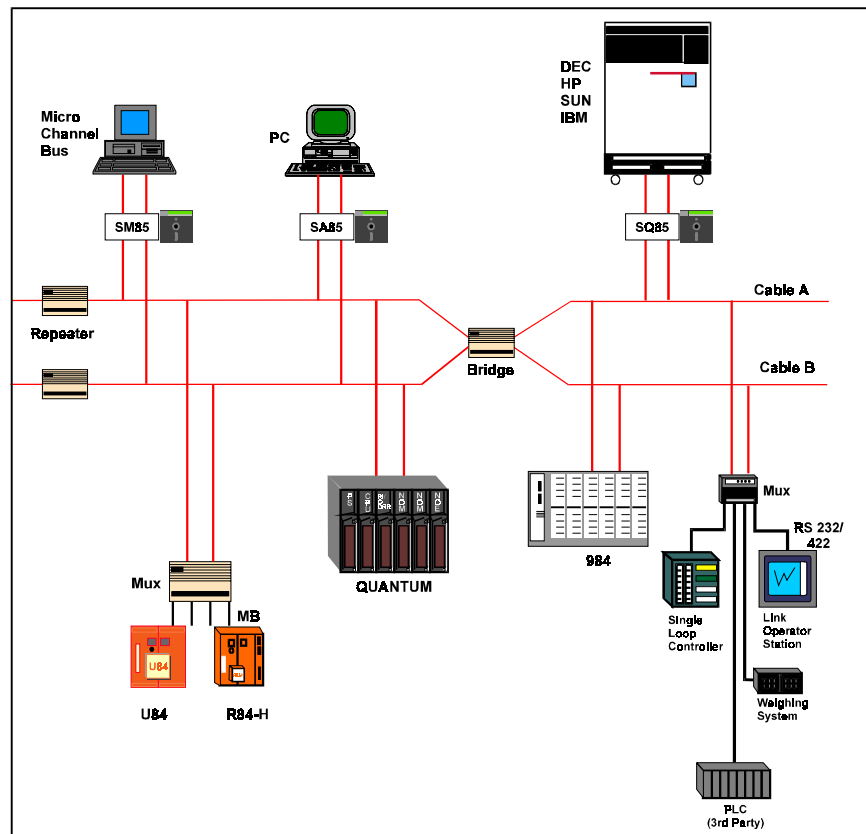 DEC
HP
SUN
IBM
Micro
Channel
Bus
PC
SM85
SA85
SQ85
Cable A
Repeater
Bridge
Cable B
Mux
RS 232/
422
QUANTUM
984
Mux
MB
Single
Loop
Controller
Link
Operator
Station
U84
U84
R84-H
Weighing
System
PLC
(3rd Party)